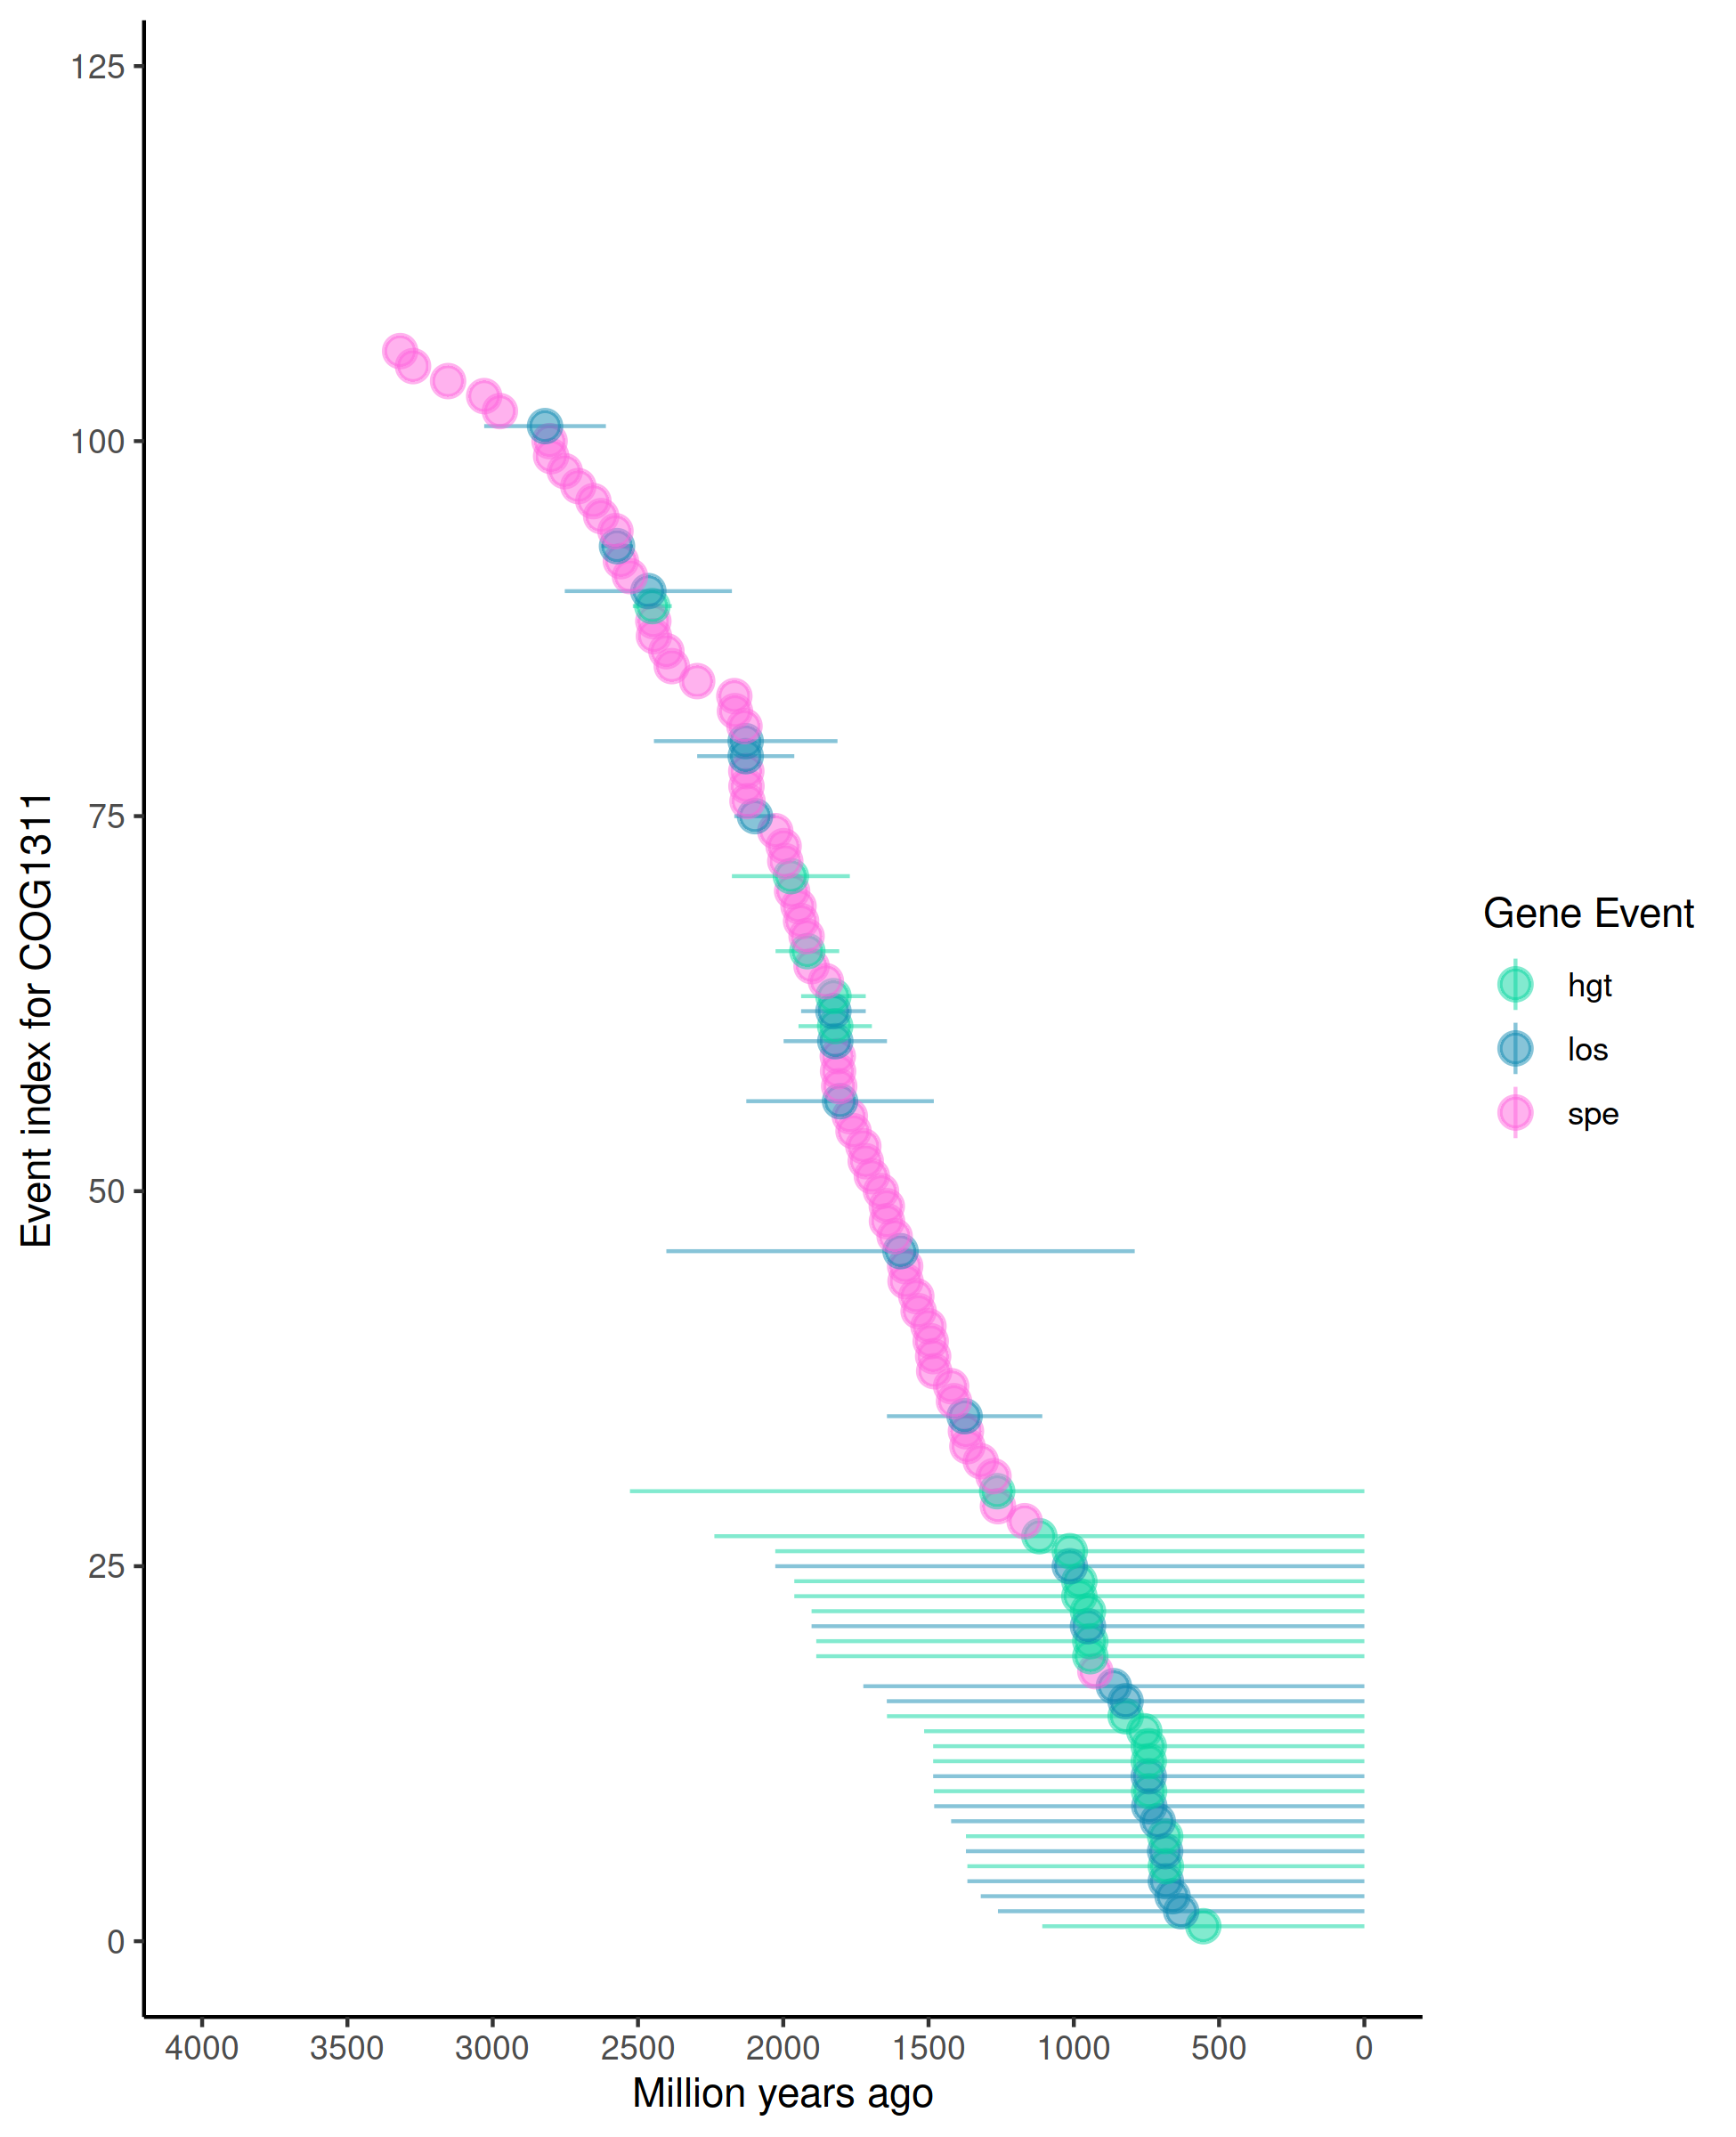 125
100
75
50
25
0
Event index for COG1311
4000 3500 3000 2500 2000 1500 1000 500 0
Million years ago
Gene Event
hgt
los
spe